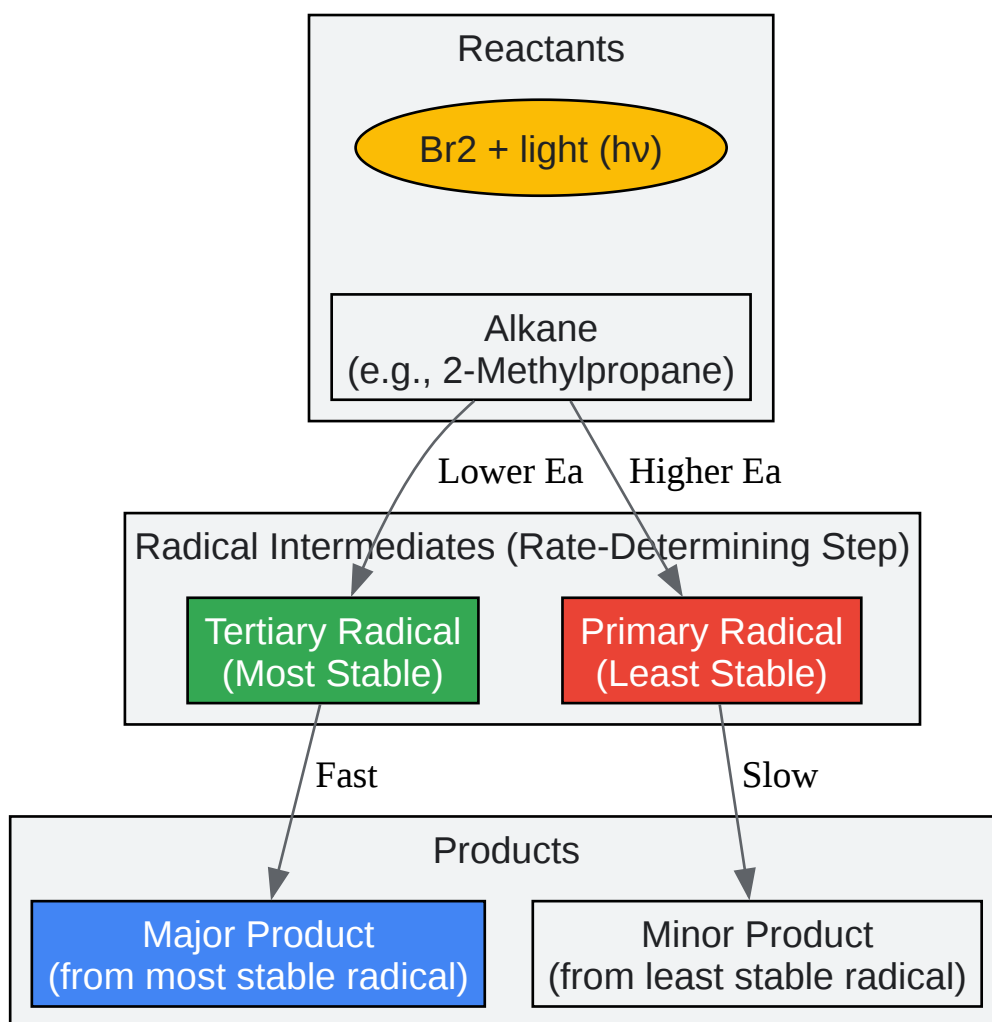 Reactants
Br2 + light (hν)
Alkane
(e.g., 2-Methylpropane)
Lower Ea
Higher Ea
Radical Intermediates (Rate-Determining Step)
Tertiary Radical
(Most Stable)
Primary Radical
(Least Stable)
Fast
Slow
Products
Major Product
(from most stable radical)
Minor Product
(from least stable radical)